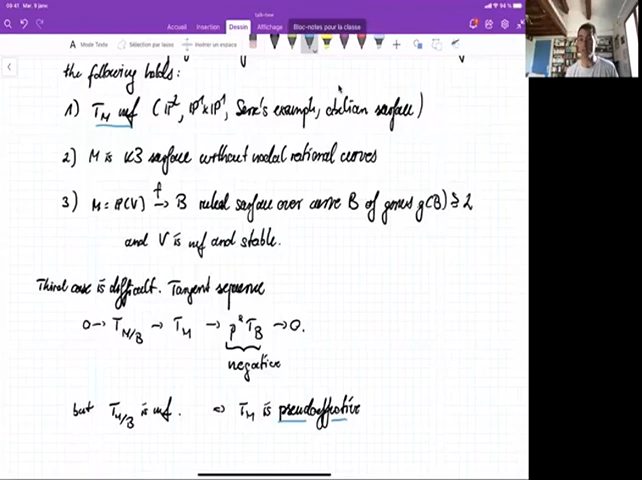 09:41 Mar. 9 janv.
talk-how
94 %
Accueil Insertion Dessin Affichage Bloc-notes pour la classe
A Mode Texte Sélection par lasso Insérer un espace
the following holds:
1) T_M nef (P², P¹×P¹, Serre's example, abelian surface)
2) M is K3 surface without nodal rational curves
3) M = P(V) →^f B ruled surface over curve B of genus g(B) ≥ 2
and V is nef and stable.
Third case is difficult. Tangent sequence
0 → T_{M/B} → T_M → p*T_B → 0.
negative
but T_{M/B} is nef. ⇒ T_M is pseudoeffective